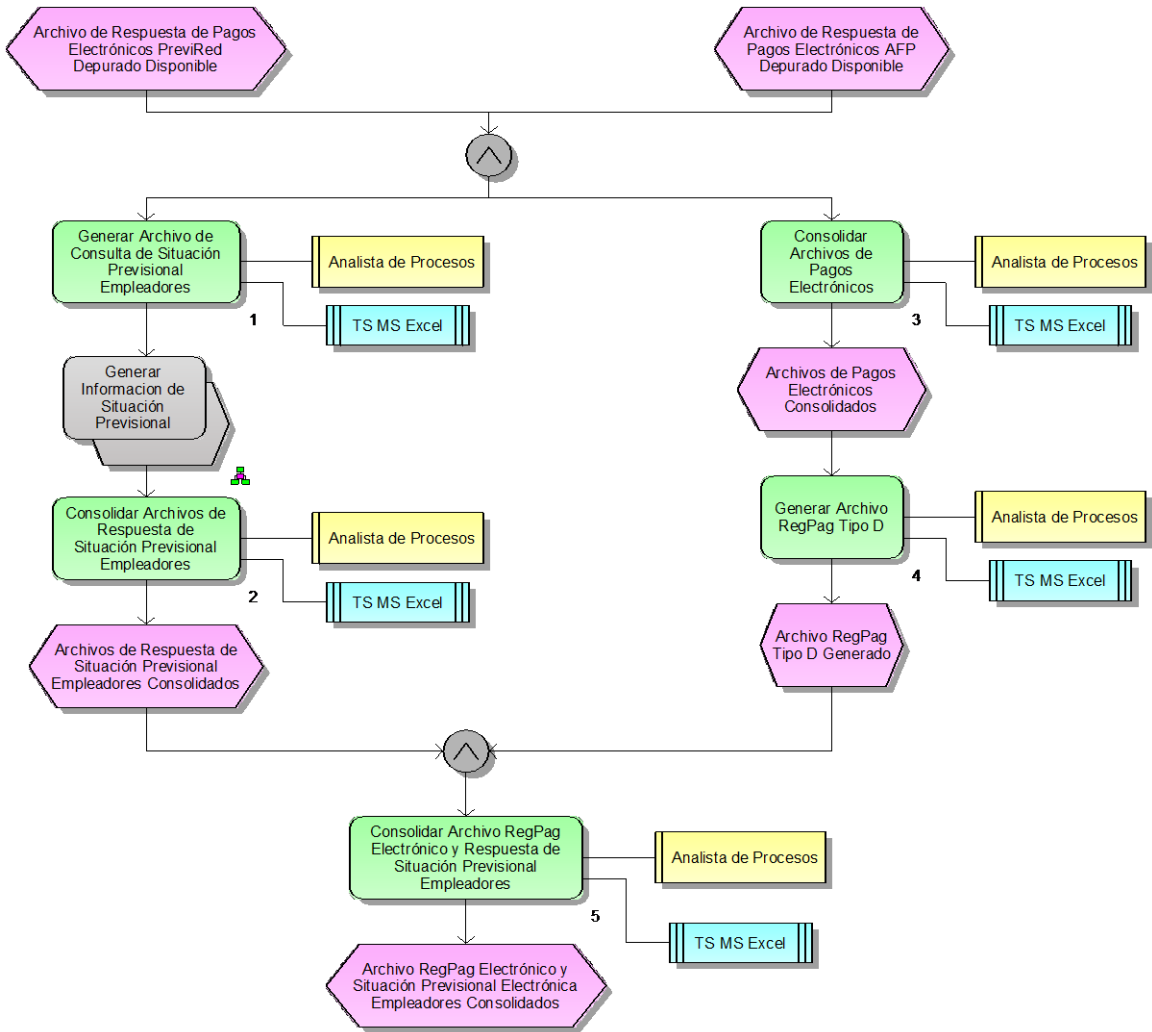 Archivo de Respuesta de Pagos
Electrónicos PreviRed
Depurado Disponible
Archivo de Respuesta de
Pagos Electrónicos AFP
Depurado Disponible
Generar Archivo de
Consulta de Situación
Previsional
Empleadores
Analista de Procesos
TS MS Excel
1
Consolidar
Archivos de
Pagos
Electrónicos
Analista de Procesos
TS MS Excel
3
Generar
Informacion de
Situación
Previsional
Archivos de Pagos
Electrónicos
Consolidados
Consolidar Archivos de
Respuesta de
Situación Previsional
Empleadores
Analista de Procesos
TS MS Excel
2
Generar Archivo
RegPag Tipo D
Analista de Procesos
TS MS Excel
4
Archivos de Respuesta de
Situación Previsional
Empleadores Consolidados
Archivo RegPag
Tipo D Generado
Consolidar Archivo RegPag
Electrónico y Respuesta de
Situación Previsional
Empleadores
Analista de Procesos
TS MS Excel
5
Archivo RegPag Electrónico y
Situación Previsional Electrónica
Empleadores Consolidados